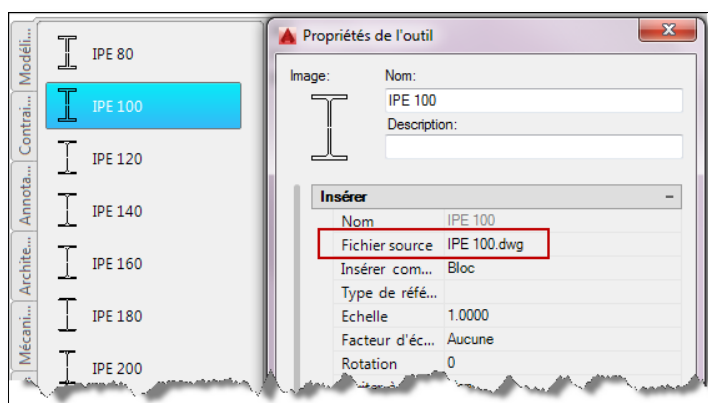 Modéli...
Contrai...
Annota...
Archite...
Mécani...
IPE 80
IPE 100
IPE 120
IPE 140
IPE 160
IPE 180
IPE 200
Propriétés de l'outil
Image:
Nom:
IPE 100
Description:
Insérer
Nom IPE 100
Fichier source IPE 100.dwg
Insérer com... Bloc
Type de réfé...
Echelle 1.0000
Facteur d'éc... Aucune
Rotation 0